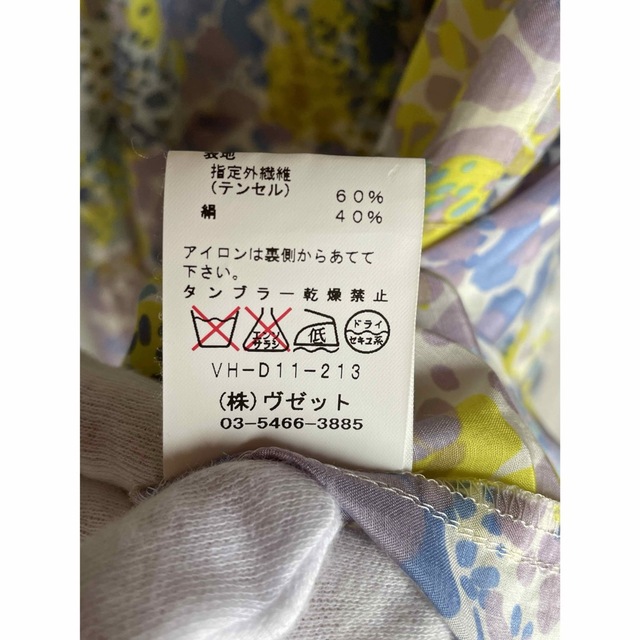 表地
指定外繊維
(テンセル) 60%
絹 40%
アイロンは裏側からあてて
下さい。
タンブラー乾燥禁止
エンソ
サラシ
低
ドライ
セキユ系
VH-D11-213
(株)ヴゼット
03-5466-3885